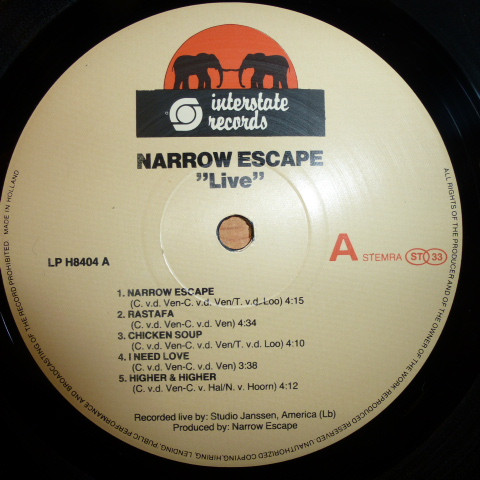 interstate
records
NARROW ESCAPE
"Live"
LP H8404 A
A STEMRA ST 33
1. NARROW ESCAPE
(C. v.d. Ven-C. v.d. Ven/T. v.d. Loo) 4:15
2. RASTAFA
(C. v.d. Ven-C. v.d. Ven) 4:34
3. CHICKEN SOUP
(C. v.d. Ven-C. v.d. Ven/T. v.d. Loo) 4:10
4. I NEED LOVE
(C. v.d. Ven-C. v.d. Ven) 3:38
5. HIGHER & HIGHER
(C. v.d. Ven-C. v. Hal/N. v. Hoorn) 4:12
Recorded live by: Studio Janssen, America (Lb)
Produced by: Narrow Escape
ALL RIGHTS OF THE PRODUCER AND OF THE OWNER OF THE WORK REPRODUCED RESERVED. UNAUTHORIZED COPYING, HIRING, LENDING, PUBLIC PERFORMANCE AND BROADCASTING OF THE RECORD PROHIBITED. MADE IN HOLLAND